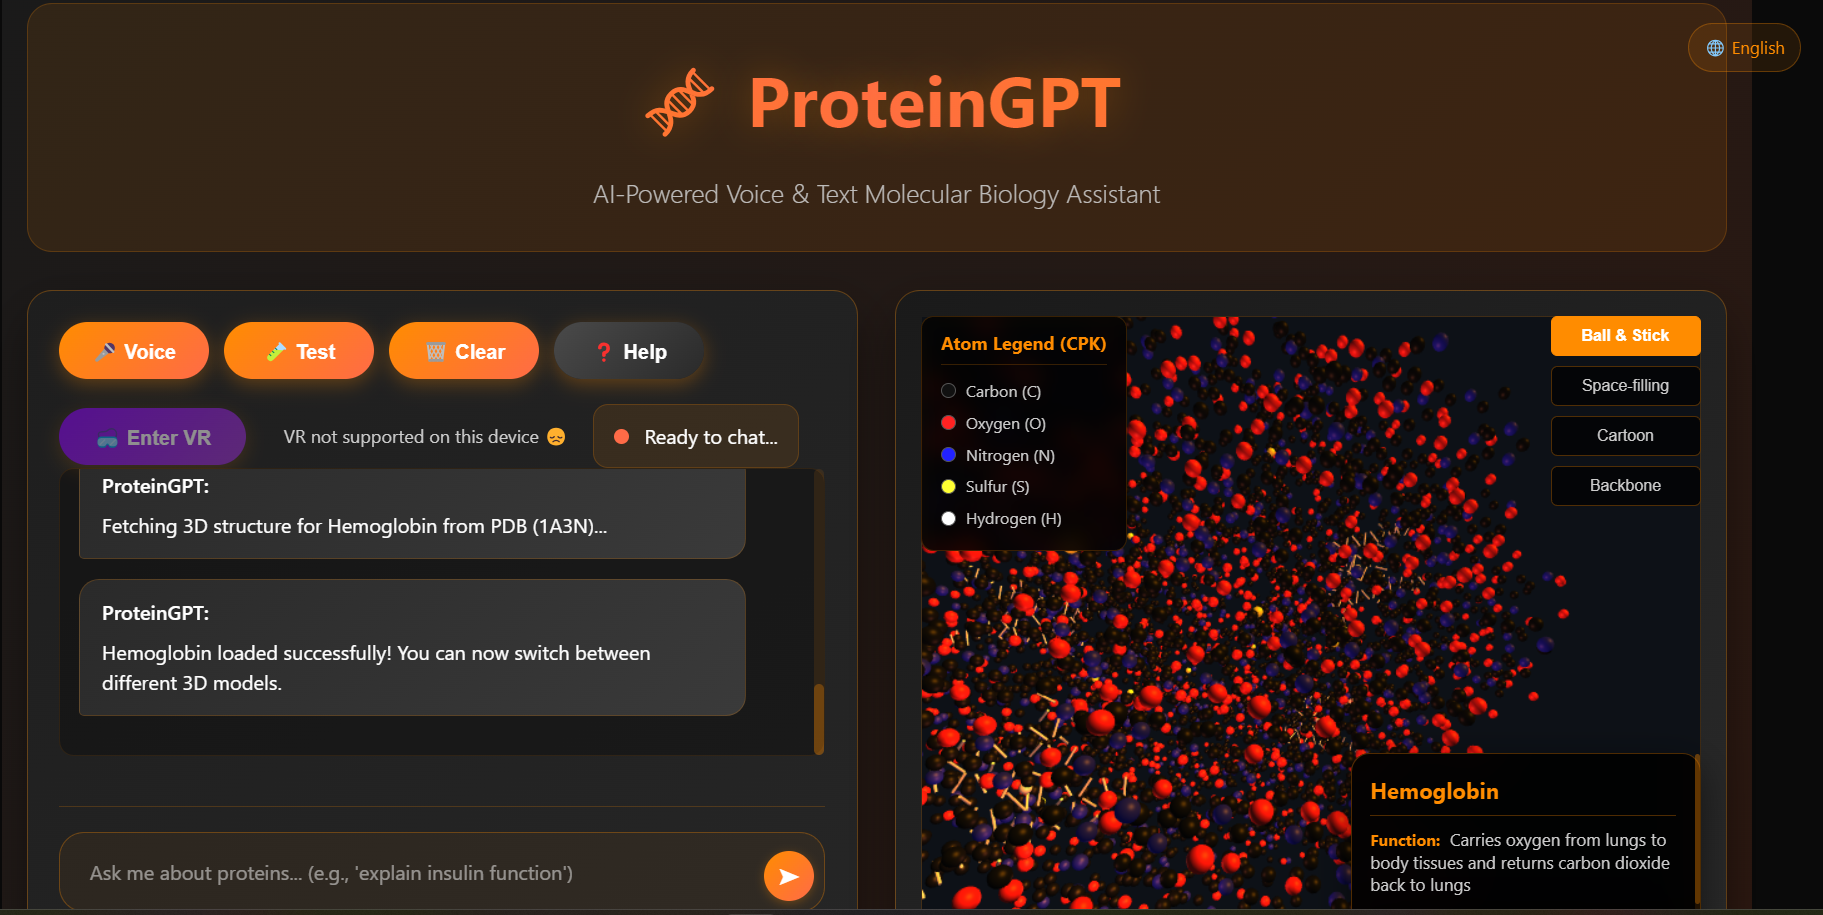 ProteinGPT
English
AI-Powered Voice & Text Molecular Biology Assistant
Voice
Test
Clear
Help
Enter VR
VR not supported on this device
Ready to chat...
ProteinGPT:
Fetching 3D structure for Hemoglobin from PDB (1A3N)...
ProteinGPT:
Hemoglobin loaded successfully! You can now switch between
different 3D models.
Ask me about proteins... (e.g., 'explain insulin function')
Atom Legend (CPK)
Carbon (C)
Oxygen (O)
Nitrogen (N)
Sulfur (S)
Hydrogen (H)
Ball & Stick
Space-filling
Cartoon
Backbone
Hemoglobin
Function: Carries oxygen from lungs to
body tissues and returns carbon dioxide
back to lungs